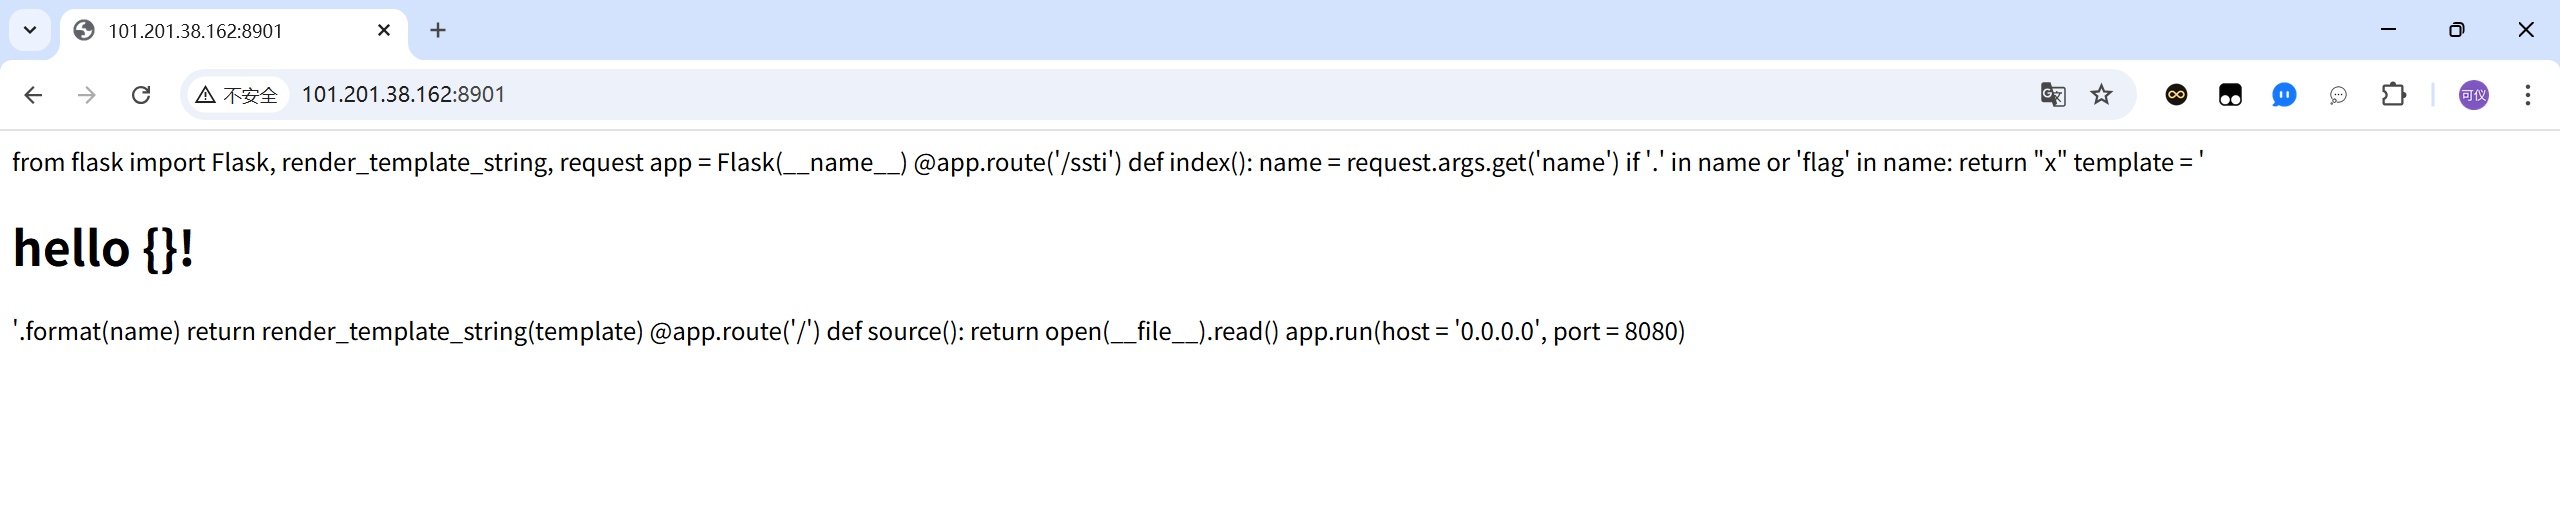 101.201.38.162:8901
不安全
101.201.38.162:8901
可仪
from flask import Flask, render_template_string, request app = Flask(__name__) @app.route('/ssti') def index(): name = request.args.get('name') if '.' in name or 'flag' in name: return "x" template = '
hello {}!
'.format(name) return render_template_string(template) @app.route('/') def source(): return open(__file__).read() app.run(host = '0.0.0.0', port = 8080)